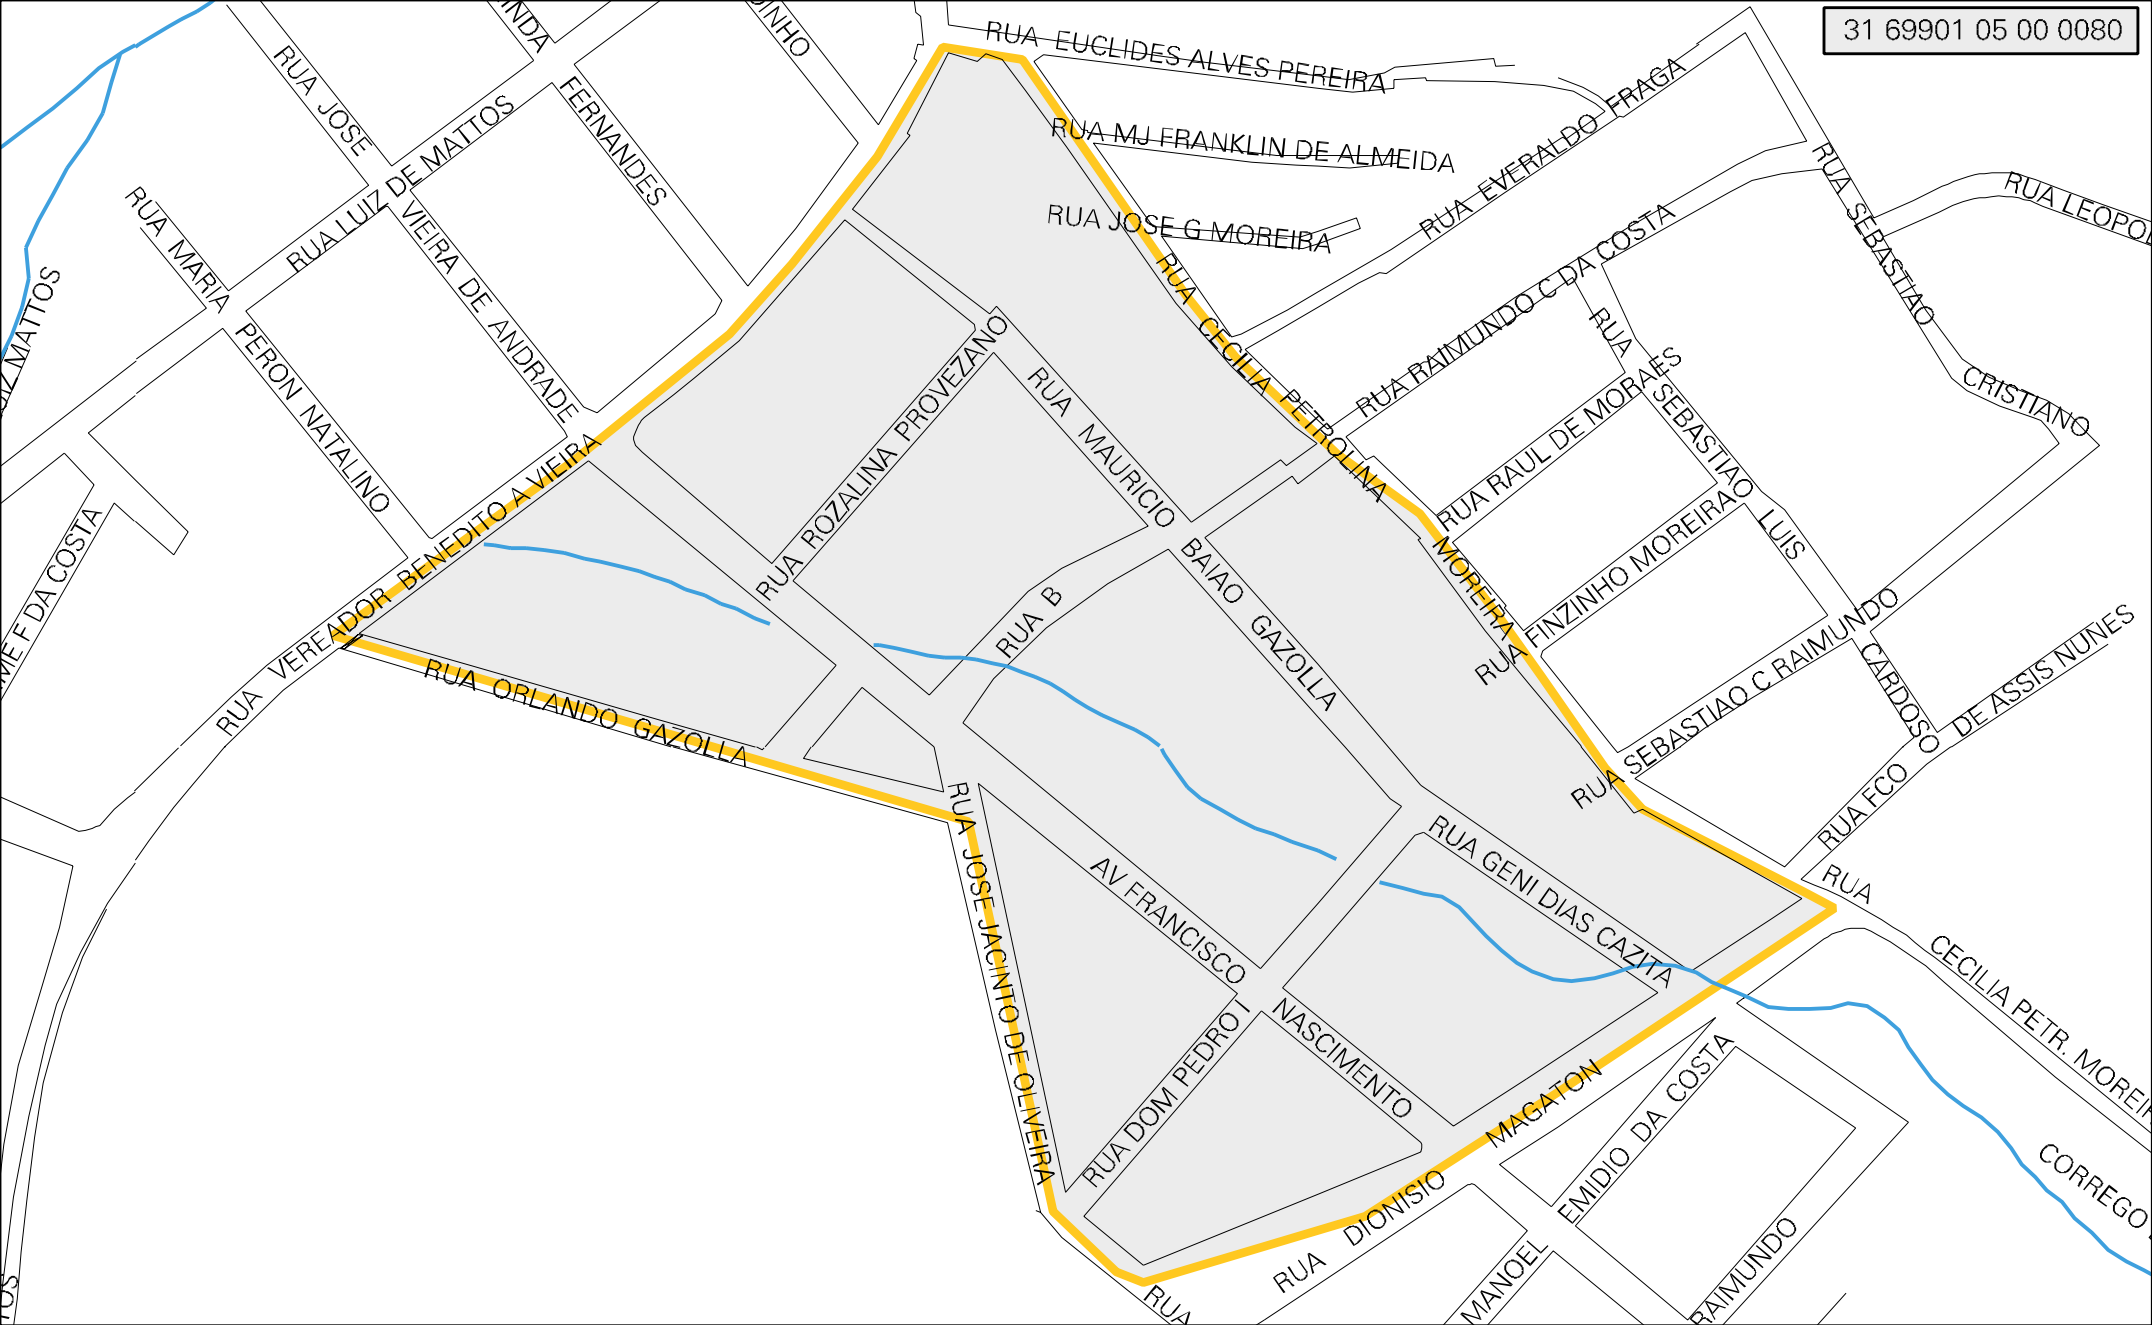 31 69901 05 00 0080
RUA EUCLIDES ALVES PEREIRA
RUA MJ FRANKLIN DE ALMEIDA
RUA JOSE G MOREIRA
RUA EVERALDO FRAGA
RUA RAIMUNDO C DA COSTA
RUA SEBASTIAO CRISTIANO
RUA JOSE VIEIRA DE ANDRADE
FERNANDES
RUA LUIZ DE MATTOS
RUA MARIA PERON NATALINO
MATTOS
F DA COSTA
RUA VEREADOR BENEDITO A VIEIRA
RUA ORLANDO GAZOLLA
RUA ROZALINA PROVEZANO
RUA MAURICIO BAIAO GAZOLLA
RUA B
RUA CECILIA PETROLINA MOREIRA
RUA RAUL DE MORAES
RUA SEBASTIAO LUIS CARDOSO
RUA FINZINHO MOREIRA
RUA SEBASTIAO C RAIMUNDO
RUA FCO DE ASSIS NUNES
RUA GENI DIAS CAZITA
AV FRANCISCO NASCIMENTO
RUA JOSE JACINTO DE OLIVEIRA
RUA DOM PEDRO I
RUA DIONISIO MAGATON
RUA CECILIA PETR.
MANOEL EMIDIO DA COSTA
RAIMUNDO
CORREGO
RUA